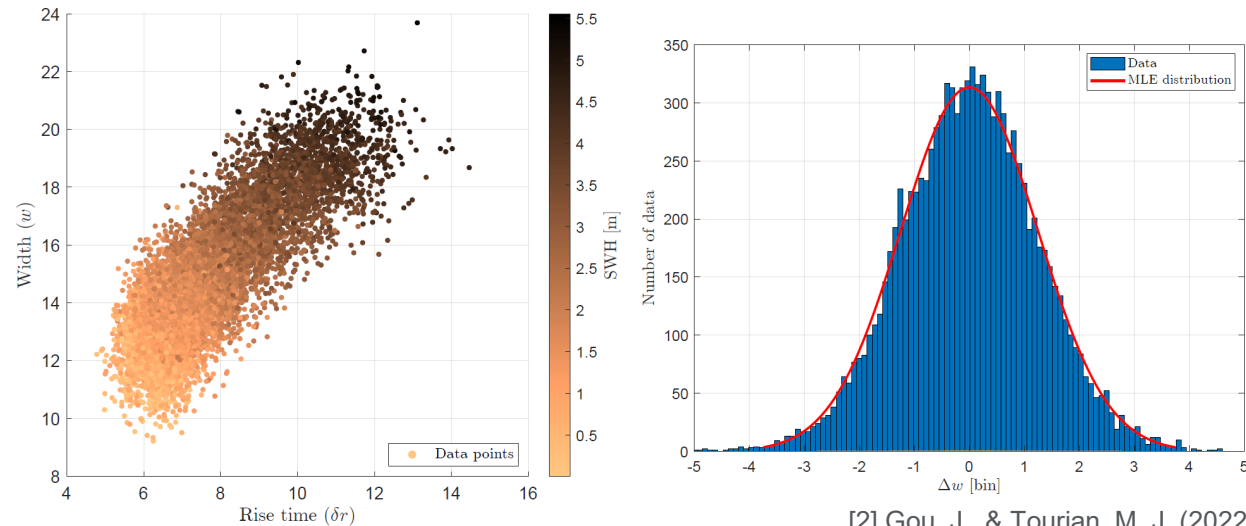 24
22
20
18
16
14
12
10
8
4 6 8 10 12 14 16
Width (w)
Rise time (δr)
Data points
5.5
5
4.5
4
3.5
3
2.5
2
1.5
1
0.5
SWH [m]
350
300
250
200
150
100
50
0
-5 -4 -3 -2 -1 0 1 2 3 4 5
Number of data
Δw [bin]
Data
MLE distribution
[2] Gou, J., & Tourian, M. J. (2022